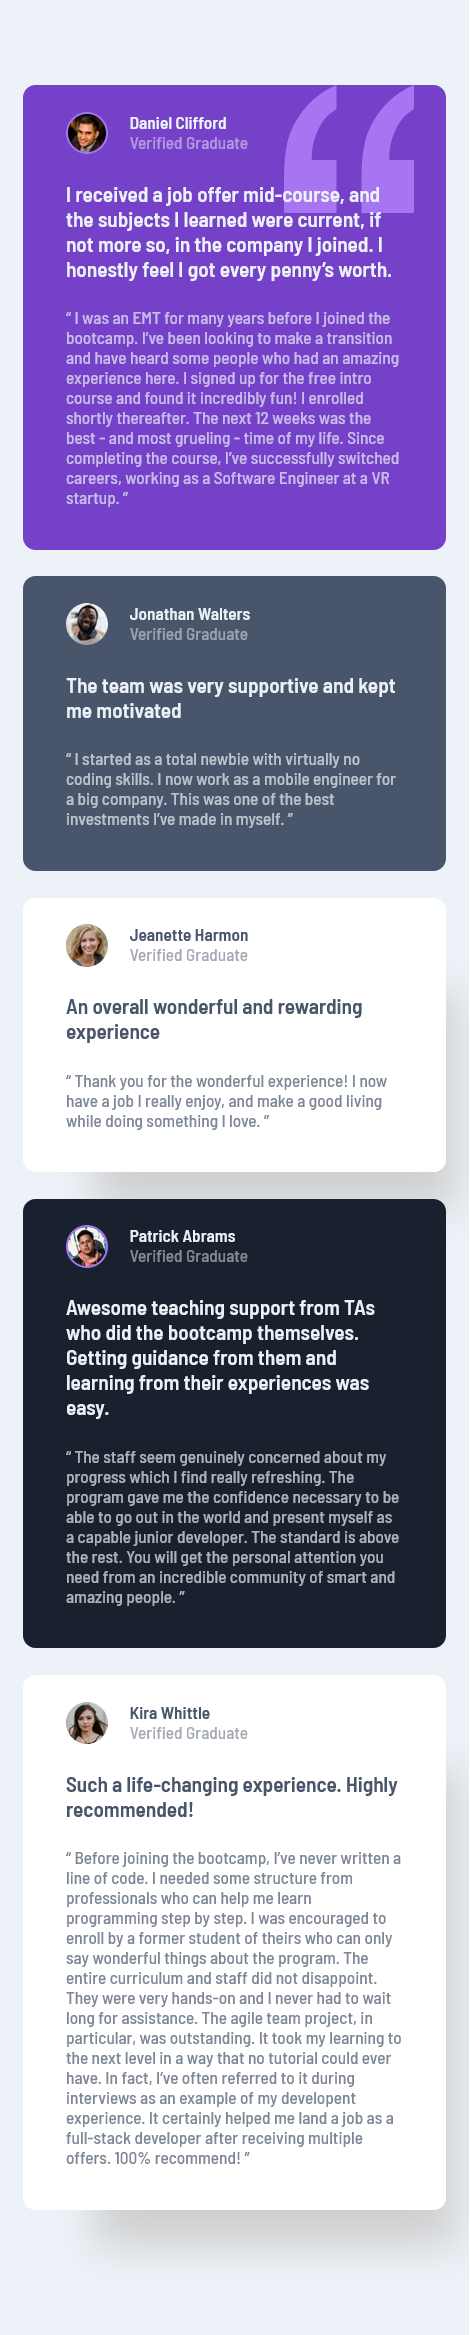 Daniel Clifford
Verified Graduate
I received a job offer mid-course, and
the subjects I learned were current, if
not more so, in the company I joined. I
honestly feel I got every penny’s worth.
“ I was an EMT for many years before I joined the
bootcamp. I’ve been looking to make a transition
and have heard some people who had an amazing
experience here. I signed up for the free intro
course and found it incredibly fun! I enrolled
shortly thereafter. The next 12 weeks was the
best - and most grueling - time of my life. Since
completing the course, I’ve successfully switched
careers, working as a Software Engineer at a VR
startup. ”
Jonathan Walters
Verified Graduate
The team was very supportive and kept
me motivated
“ I started as a total newbie with virtually no
coding skills. I now work as a mobile engineer for
a big company. This was one of the best
investments I’ve made in myself. ”
Jeanette Harmon
Verified Graduate
An overall wonderful and rewarding
experience
“ Thank you for the wonderful experience! I now
have a job I really enjoy, and make a good living
while doing something I love. ”
Patrick Abrams
Verified Graduate
Awesome teaching support from TAs
who did the bootcamp themselves.
Getting guidance from them and
learning from their experiences was
easy.
“ The staff seem genuinely concerned about my
progress which I find really refreshing. The
program gave me the confidence necessary to be
able to go out in the world and present myself as
a capable junior developer. The standard is above
the rest. You will get the personal attention you
need from an incredible community of smart and
amazing people. ”
Kira Whittle
Verified Graduate
Such a life-changing experience. Highly
recommended!
“ Before joining the bootcamp, I’ve never written a
line of code. I needed some structure from
professionals who can help me learn
programming step by step. I was encouraged to
enroll by a former student of theirs who can only
say wonderful things about the program. The
entire curriculum and staff did not disappoint.
They were very hands-on and I never had to wait
long for assistance. The agile team project, in
particular, was outstanding. It took my learning to
the next level in a way that no tutorial could ever
have. In fact, I’ve often referred to it during
interviews as an example of my developent
experience. It certainly helped me land a job as a
full-stack developer after receiving multiple
offers. 100% recommend! ”